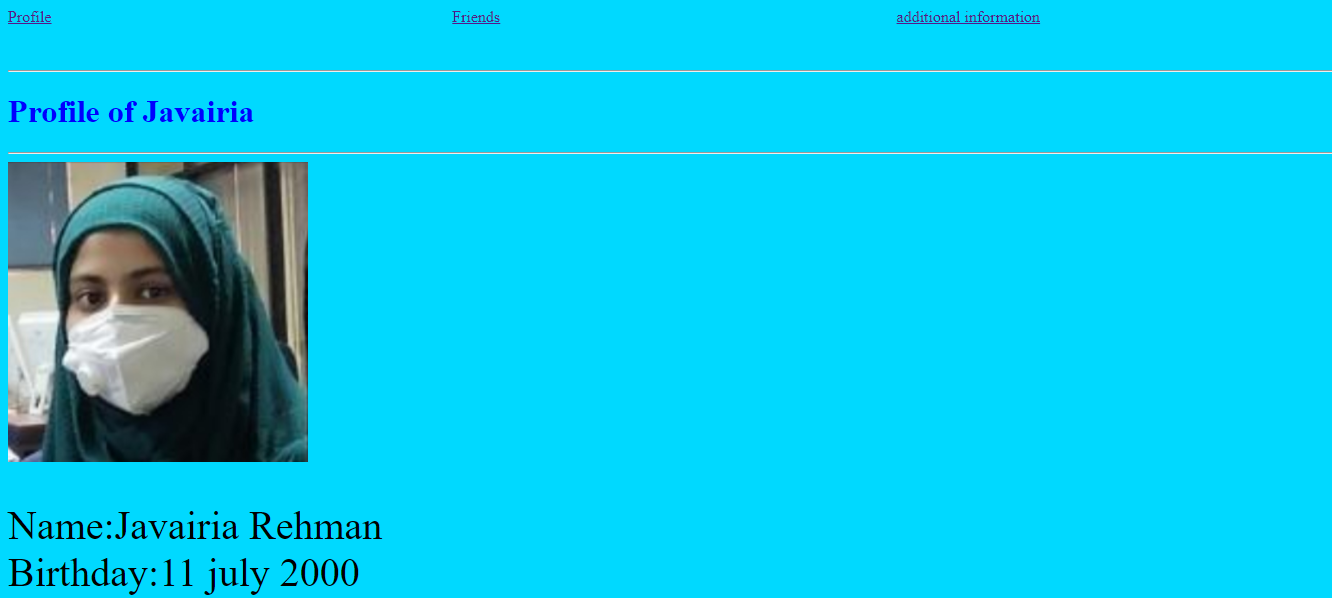 Profile Friends additional information
Profile of Javairia
Name:Javairia Rehman
Birthday:11 july 2000